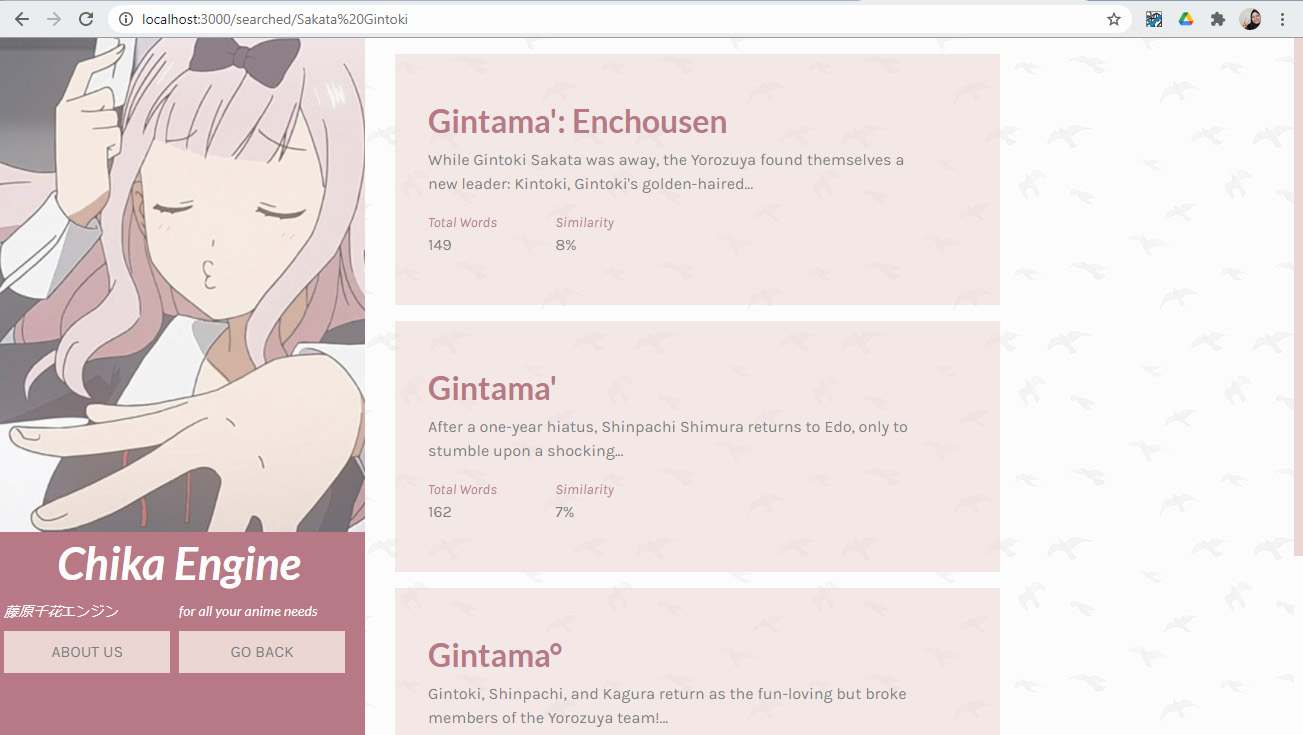 localhost:3000/searched/Sakata%20Gintoki
Gintama': Enchousen
While Gintoki Sakata was away, the Yorozuya found themselves a
new leader: Kintoki, Gintoki's golden-haired...
Total Words Similarity
149 8%
Gintama'
After a one-year hiatus, Shinpachi Shimura returns to Edo, only to
stumble upon a shocking...
Total Words Similarity
162 7%
Gintama°
Gintoki, Shinpachi, and Kagura return as the fun-loving but broke
members of the Yorozuya team!...
Chika Engine
藤原千花エンジン for all your anime needs
ABOUT US GO BACK